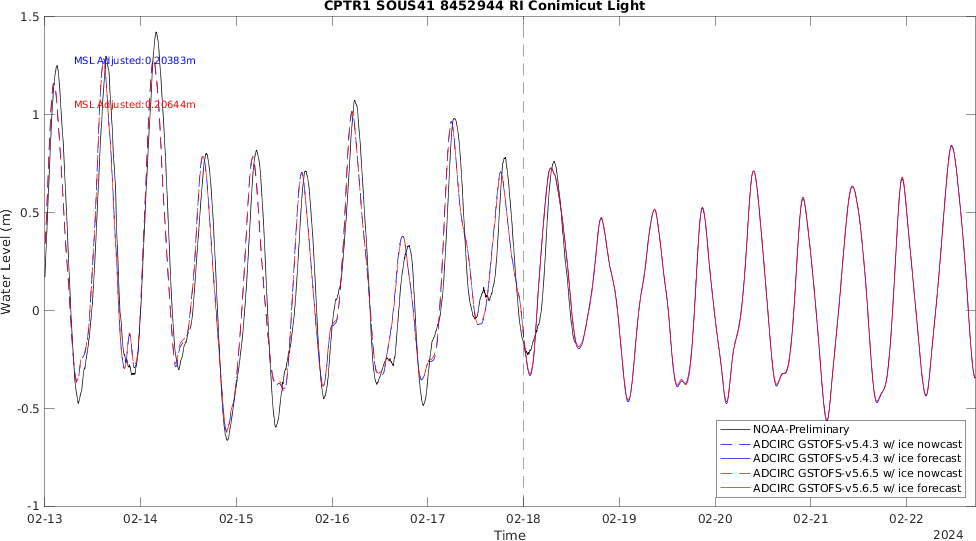 CPTR1 SOUS41 8452944 RI Conimicut Light
1.5
MSL Adjusted:0.20383m
MSL Adjusted:0.20644m
1
0.5
0
-0.5
-1
Water Level (m)
NOAA-Preliminary
ADCIRC GSTOFS-v5.4.3 w/ ice nowcast
ADCIRC GSTOFS-v5.4.3 w/ ice forecast
ADCIRC GSTOFS-v5.6.5 w/ ice nowcast
ADCIRC GSTOFS-v5.6.5 w/ ice forecast
02-13 02-14 02-15 02-16 02-17 02-18 02-19 02-20 02-21 02-22
Time
2024